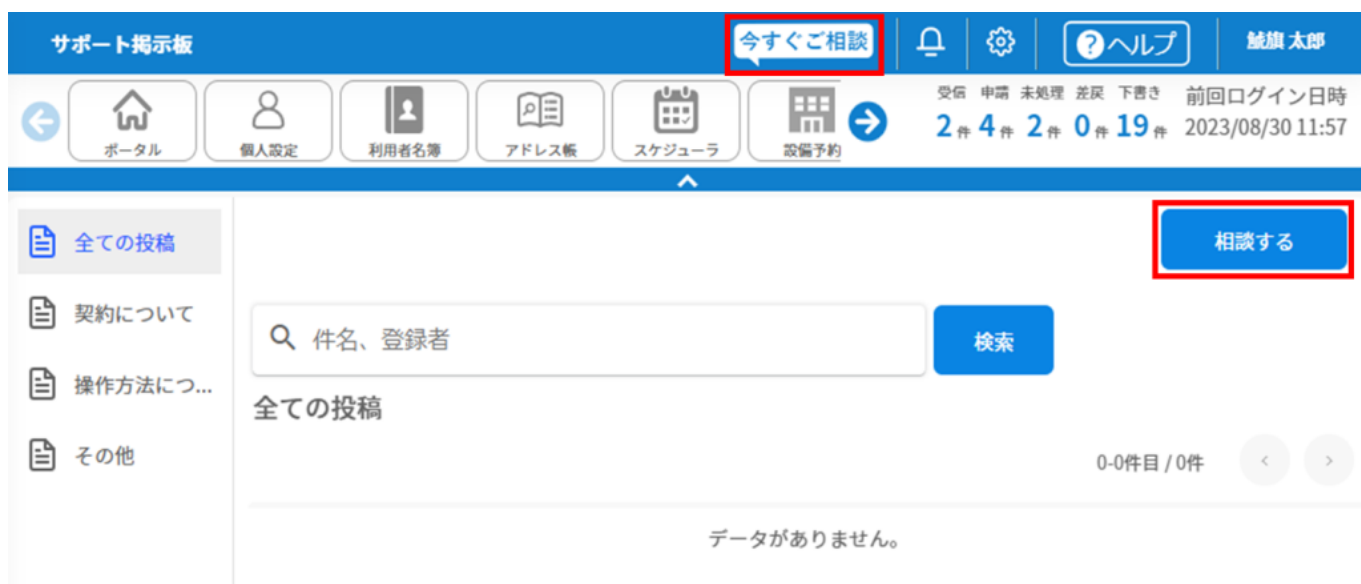 サポート掲示板
今すぐご相談
?ヘルプ
鯱旗 太郎
ポータル
個人設定
利用者名簿
アドレス帳
スケジューラ
設備予約
受信 申請 未処理 差戻 下書き
2件 4件 2件 0件 19件
前回ログイン日時
2023/08/30 11:57
全ての投稿
契約について
操作方法につ...
その他
相談する
件名、登録者
検索
全ての投稿
0-0件目 / 0件
データがありません。